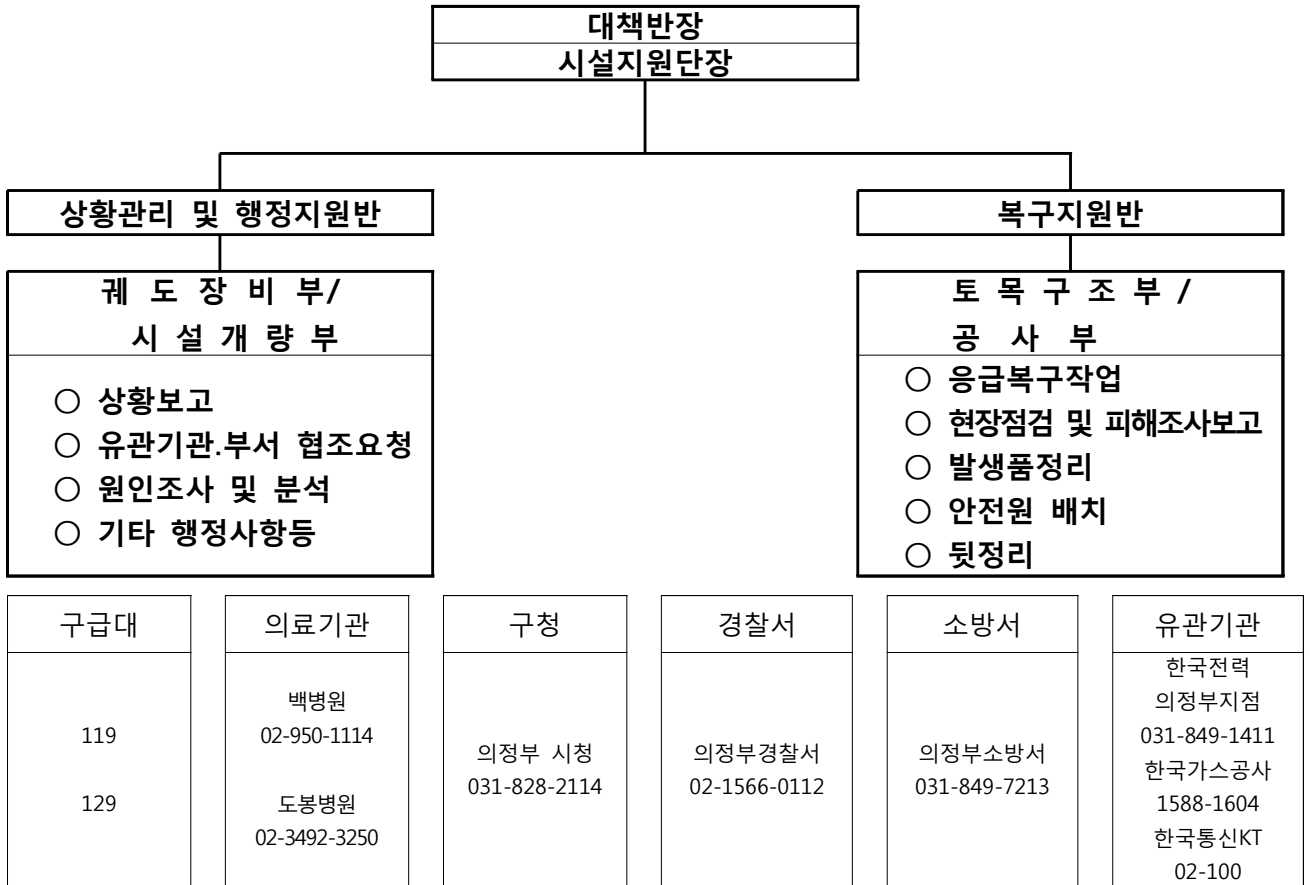 대책반장
시설지원단장
상황관리 및 행정지원반
복구지원반
궤 도 장 비 부/
시 설 개 량 부
○ 상황보고
○ 유관기관.부서 협조요청
○ 원인조사 및 분석
○ 기타 행정사항등
토 목 구 조 부 /
공 사 부
○ 응급복구작업
○ 현장점검 및 피해조사보고
○ 발생품정리
○ 안전원 배치
○ 뒷정리
구급대
119
129
의료기관
백병원
02-950-1114
도봉병원
02-3492-3250
구청
의정부 시청
031-828-2114
경찰서
의정부경찰서
02-1566-0112
소방서
의정부소방서
031-849-7213
유관기관
한국전력
의정부지점
031-849-1411
한국가스공사
1588-1604
한국통신KT
02-100